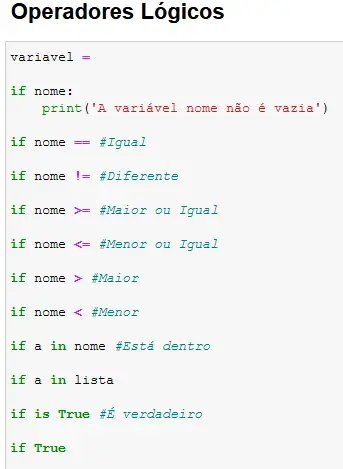 Operadores Lógicos
variavel =
if nome:
print('A variável nome não é vazia')
if nome == #Igual
if nome != #Diferente
if nome >= #Maior ou Igual
if nome <= #Menor ou Igual
if nome > #Maior
if nome < #Menor
if a in nome #Está dentro
if a in lista
if is True #É verdadeiro
if True